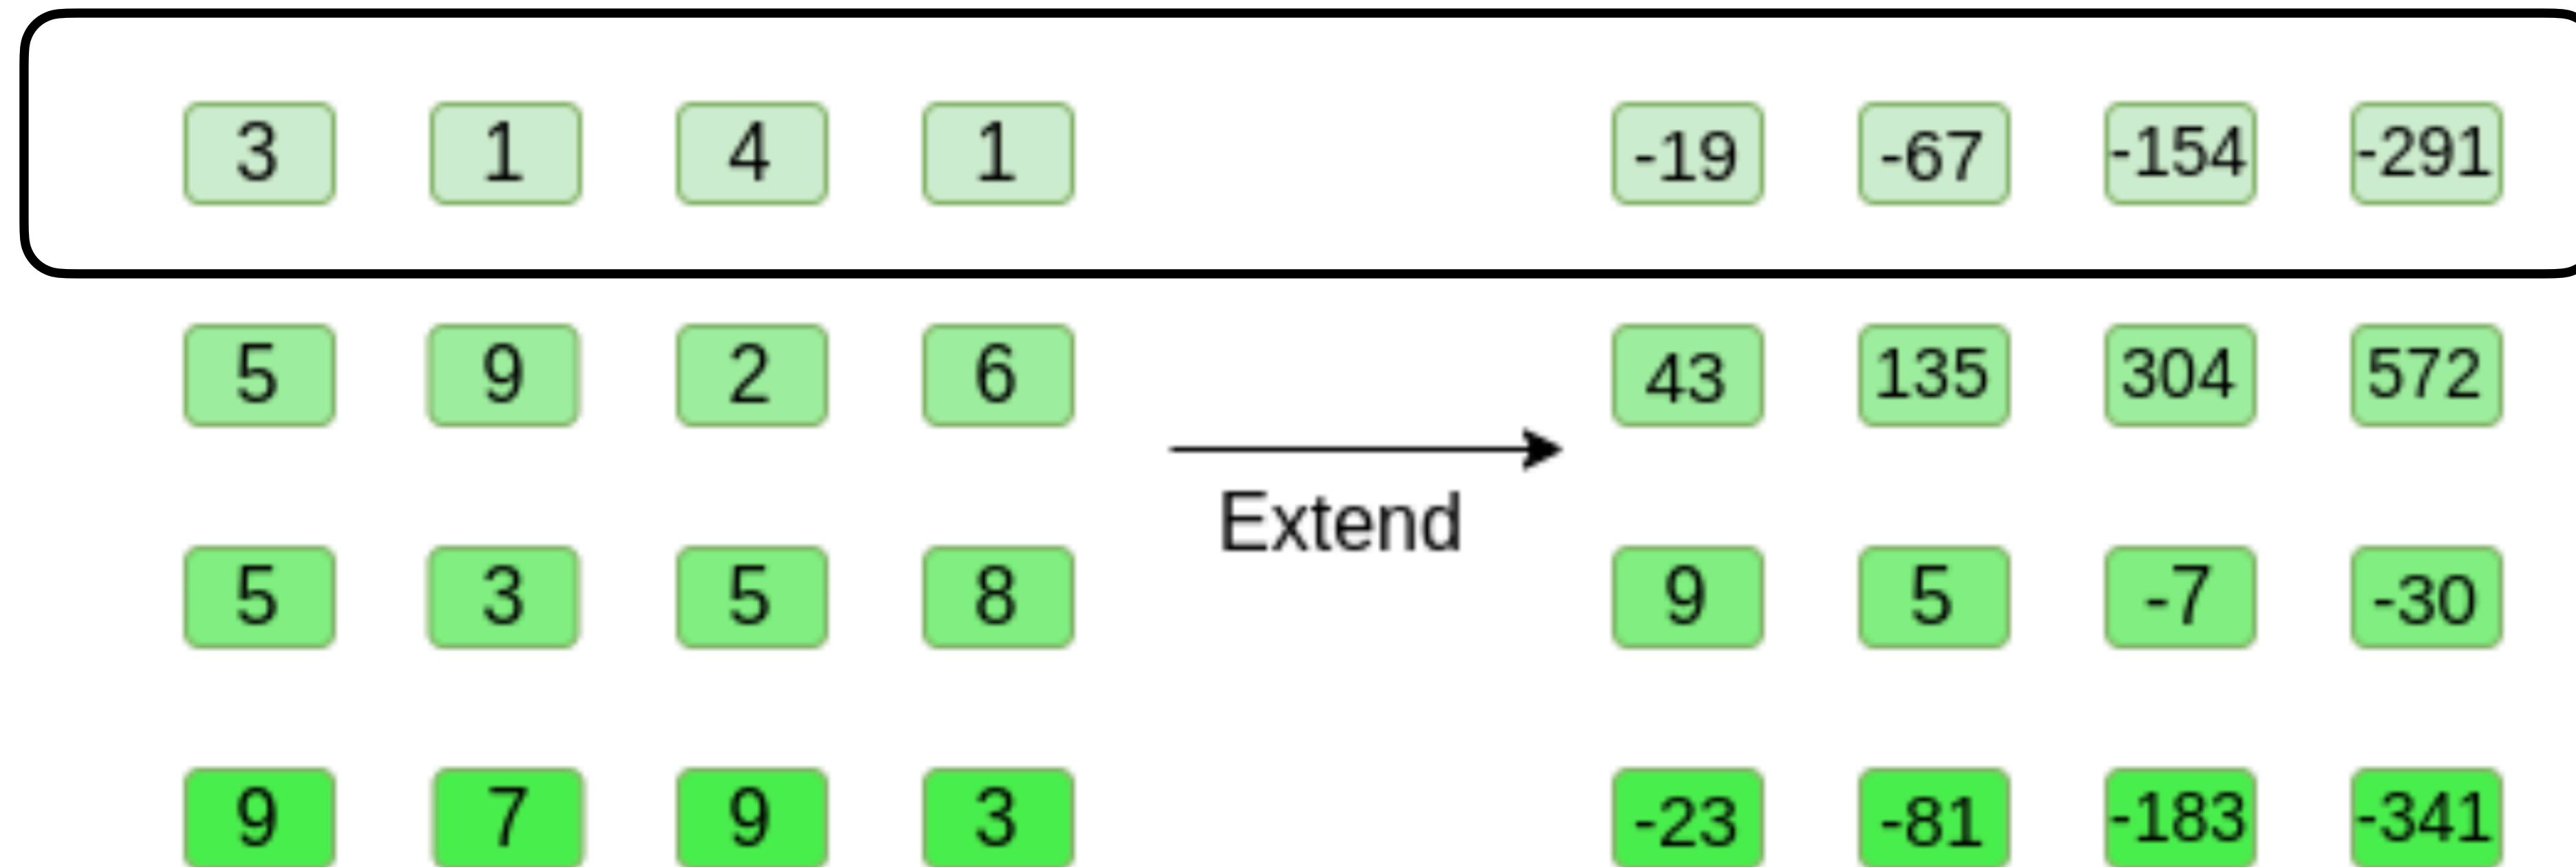 3 1 4 1 -19 -67 -154 -291
5 9 2 6 43 135 304 572
Extend
5 3 5 8 9 5 -7 -30
9 7 9 3 -23 -81 -183 -341